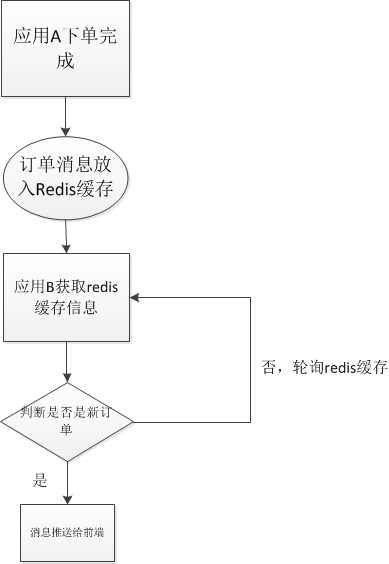 应用A下单完
成
订单消息放
入Redis缓存
应用B获取redis
缓存信息
否，轮询redis缓存
判断是否是新订
单
是
消息推送给前端